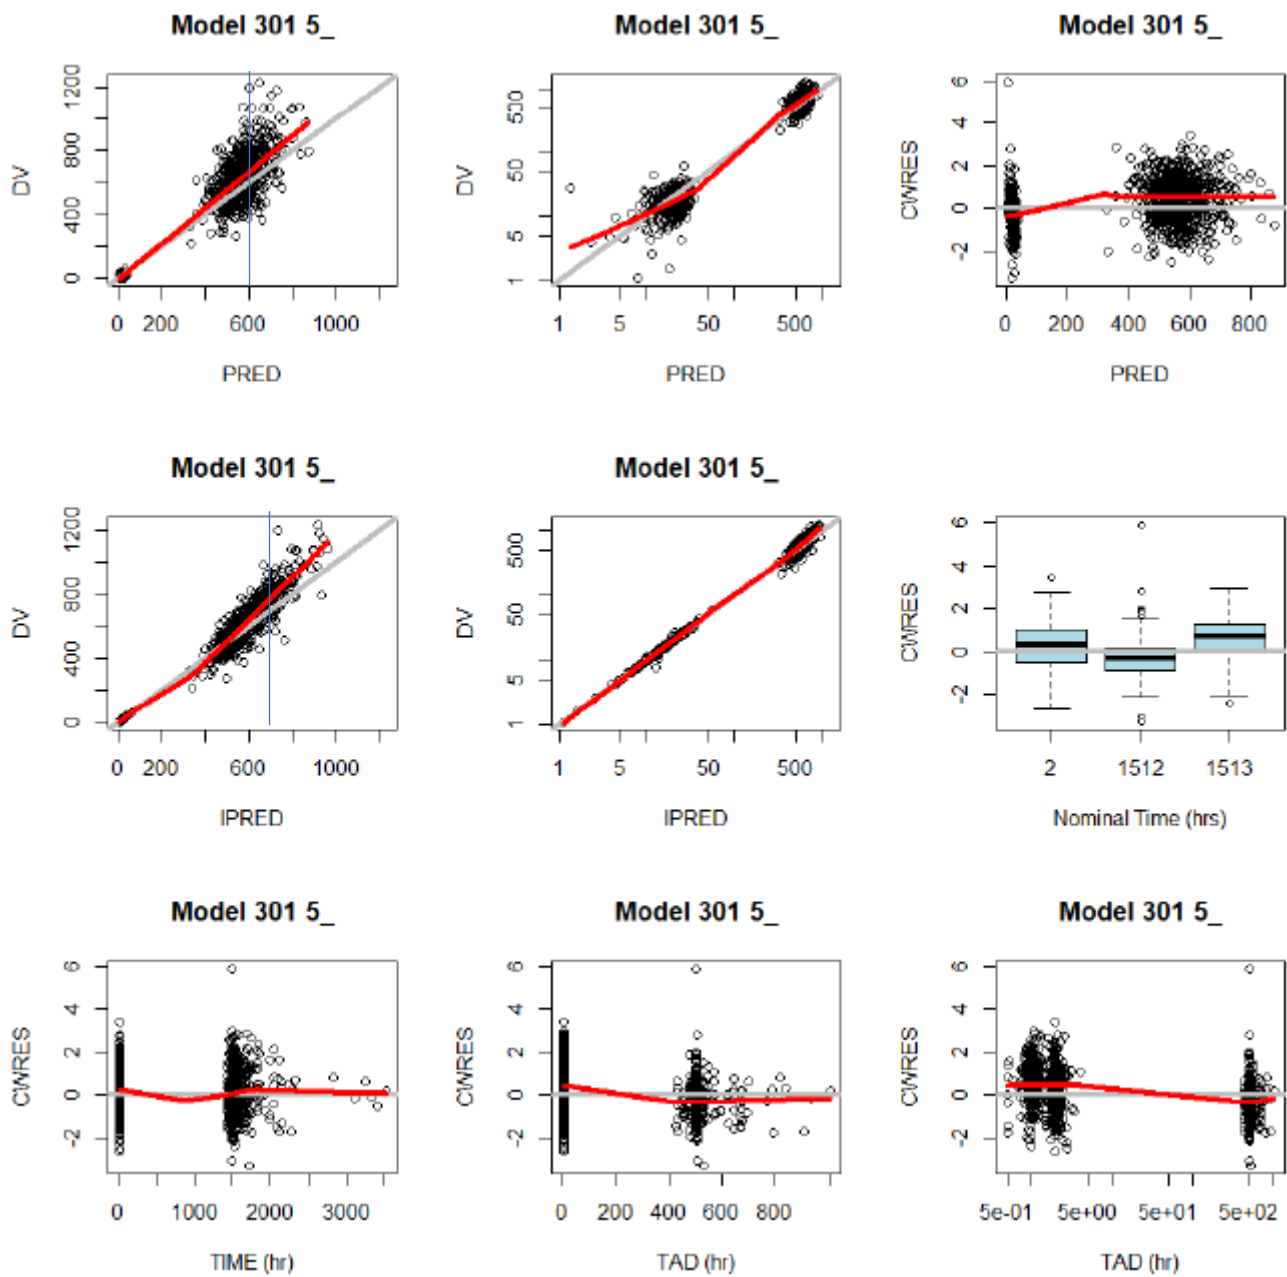 Model 301 5_
DV
1200
800
400
0
0 200 600 1000
PRED
Model 301 5_
DV
500
50
5
1
1 5 50 500
PRED
Model 301 5_
CWRES
6
4
2
0
-2
0 200 400 600 800
PRED
Model 301 5_
DV
1200
800
400
0
0 200 600 1000
IPRED
Model 301 5_
DV
500
50
5
1
1 5 50 500
IPRED
CWRES
6
4
2
0
-2
2 1512 1513
Nominal Time (hrs)
Model 301 5_
CWRES
6
4
2
0
-2
0 1000 2000 3000
TIME (hr)
Model 301 5_
CWRES
6
4
2
0
-2
0 200 400 600 800
TAD (hr)
Model 301 5_
CWRES
6
4
2
0
-2
5e-01 5e+00 5e+01 5e+02
TAD (hr)